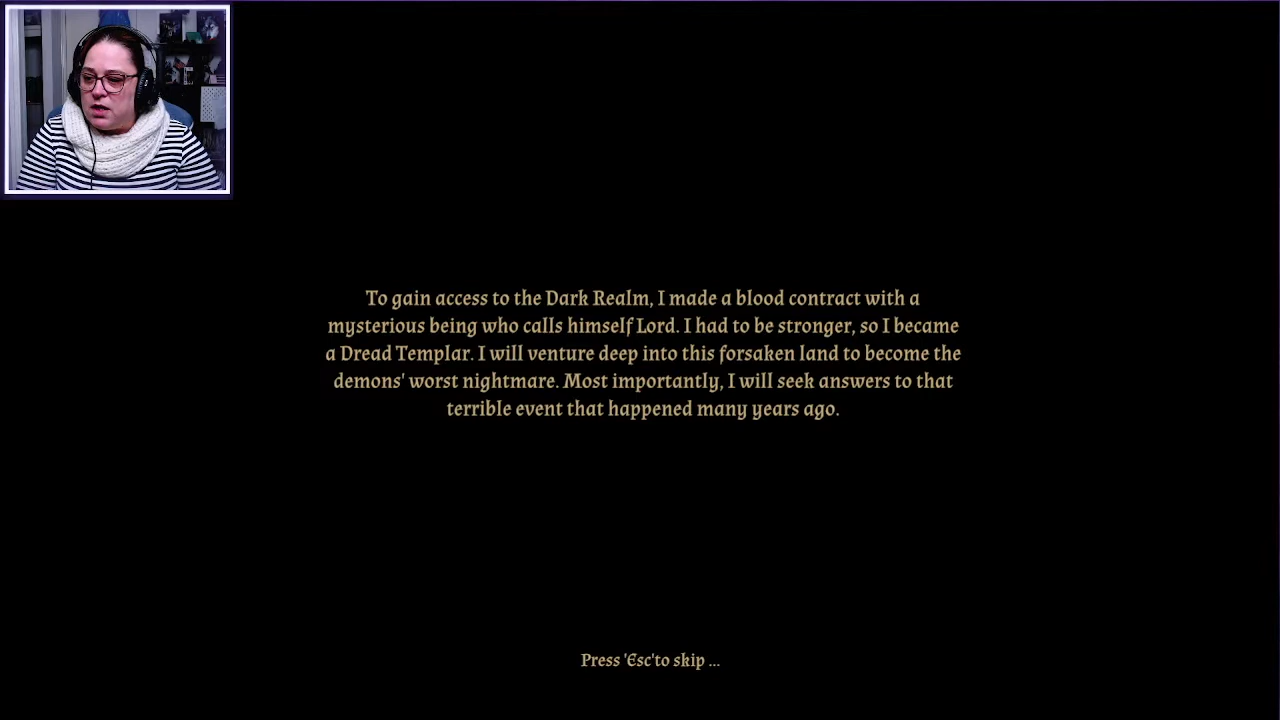 To gain access to the Dark Realm, I made a blood contract with a
mysterious being who calls himself Lord. I had to be stronger, so I became
a Dread Templar. I will venture deep into this forsaken land to become the
demons' worst nightmare. Most importantly, I will seek answers to that
terrible event that happened many years ago.
Press 'Esc'to skip ...